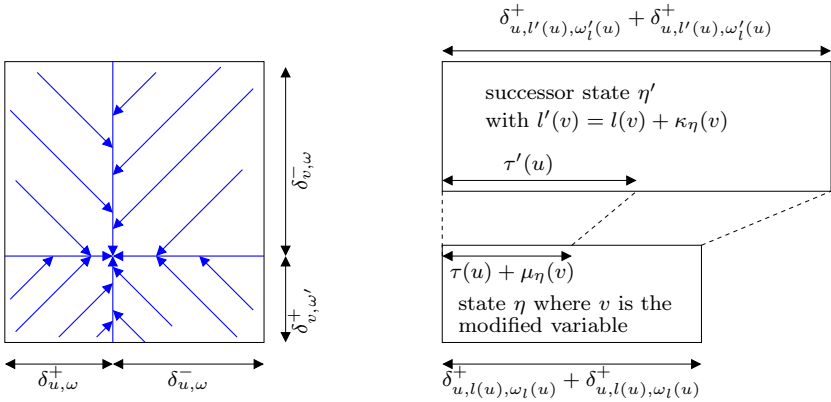 δ⁻_{v,ω}
δ⁺_{v,ω′}
δ⁺_{u,ω}
δ⁻_{u,ω}
δ⁺_{u,l′(u),ω′_l(u)} + δ⁺_{u,l′(u),ω′_l(u)}
successor state η′
with l′(v) = l(v) + κ_η(v)
τ′(u)
τ(u) + μ_η(v)
state η where v is the
modified variable
δ⁺_{u,l(u),ω_l(u)} + δ⁺_{u,l(u),ω_l(u)}